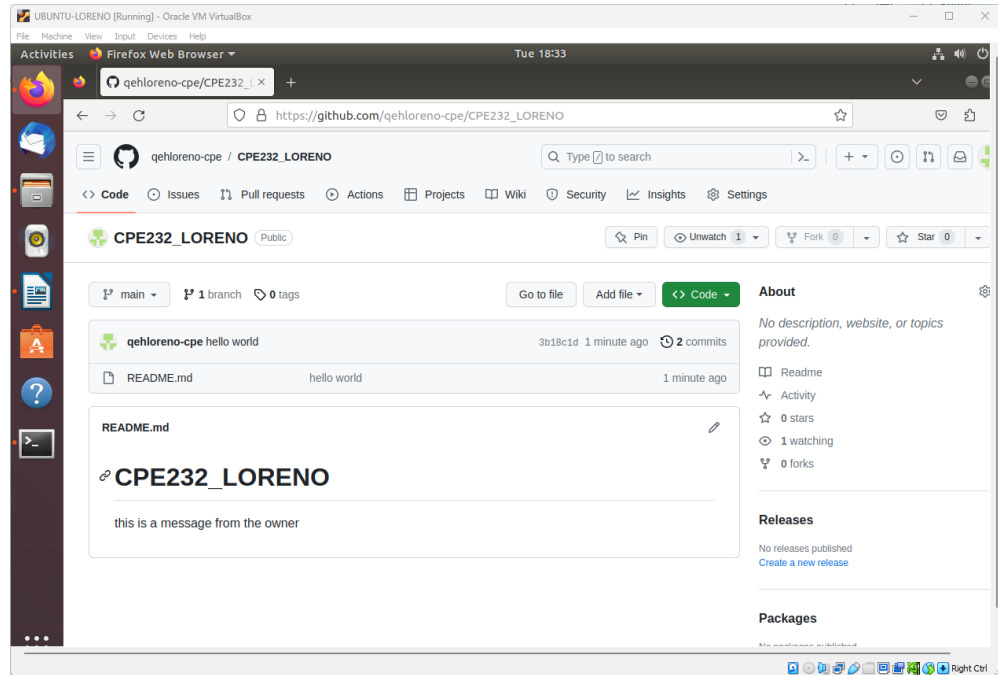 UBUNTU-LORENO [Running] - Oracle VM VirtualBox
File Machine View Input Devices Help
Activities Firefox Web Browser Tue 18:33
qehloreno-cpe/CPE232_L
https://github.com/qehloreno-cpe/CPE232_LORENO
qehloreno-cpe / CPE232_LORENO Type / to search
Code Issues Pull requests Actions Projects Wiki Security Insights Settings
CPE232_LORENO Public Pin Unwatch 1 Fork 0 Star 0
main 1 branch 0 tags Go to file Add file Code About
No description, website, or topics
provided.
qehloreno-cpe hello world 3b18c1d 1 minute ago 2 commits
README.md hello world 1 minute ago
Readme
Activity
0 stars
1 watching
0 forks
README.md
CPE232_LORENO
this is a message from the owner
Releases
No releases published
Create a new release
Packages
No packages published
Right Ctrl